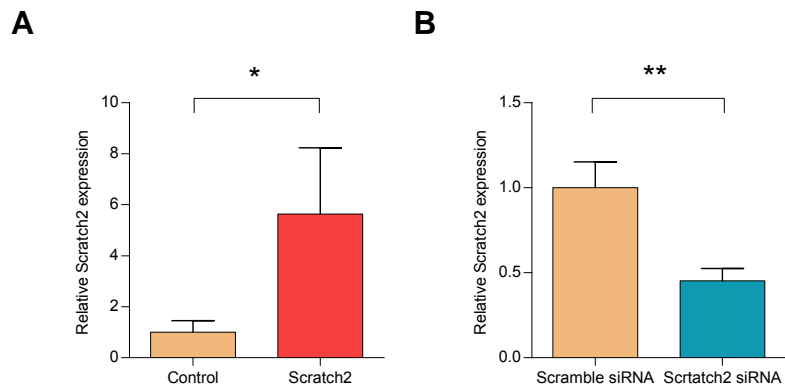 A
B
*
**
Relative Scratch2 expression
10
8
6
4
2
0
Control
Scratch2
Relative Scratch2 expression
1.5
1.0
0.5
0.0
Scramble siRNA
Scrtatch2 siRNA